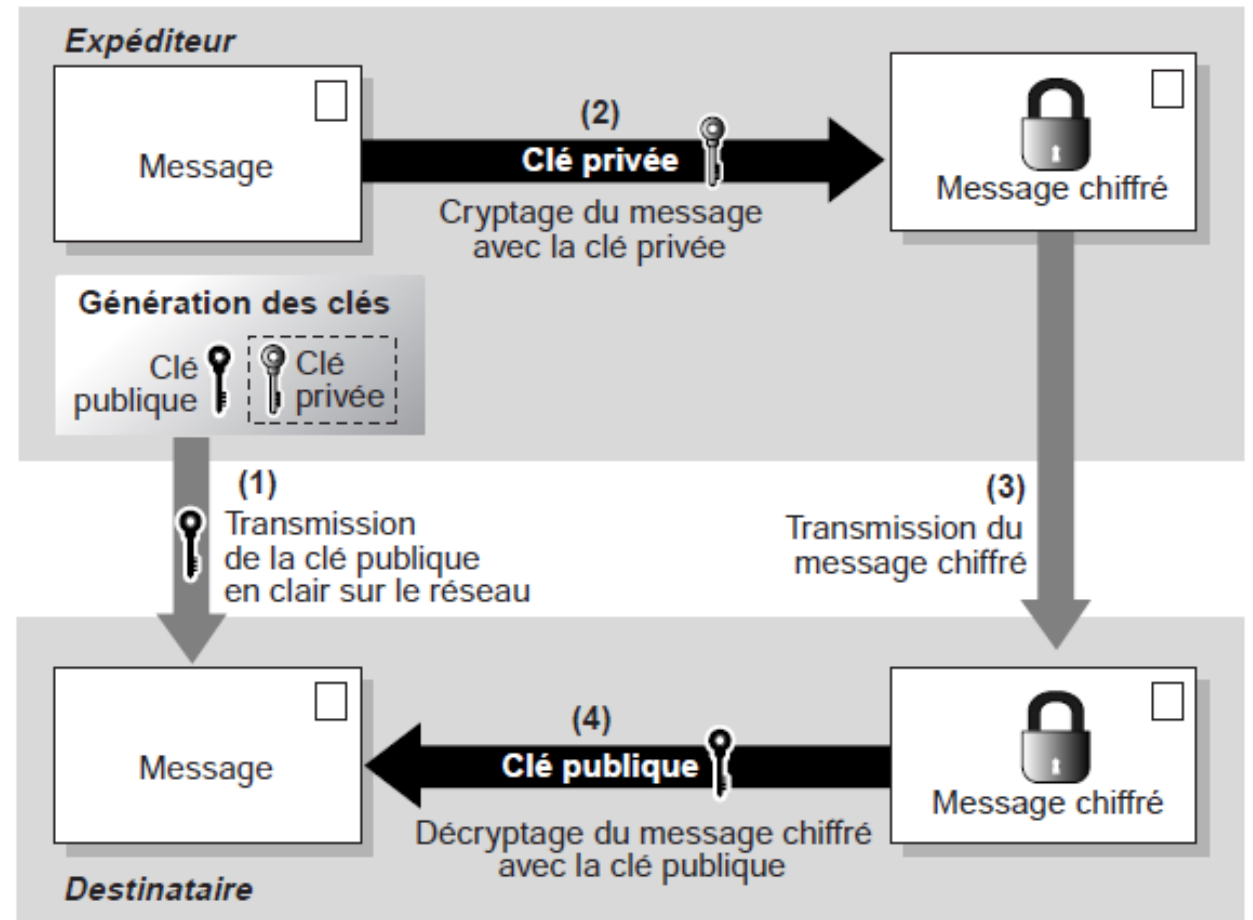 Expéditeur
Message
(2)
Clé privée
Cryptage du message
avec la clé privée
Message chiffré
Génération des clés
Clé
publique
Clé
privée
(1)
Transmission
de la clé publique
en clair sur le réseau
(3)
Transmission du
message chiffré
Message
(4)
Clé publique
Décryptage du message chiffré
avec la clé publique
Message chiffré
Destinataire